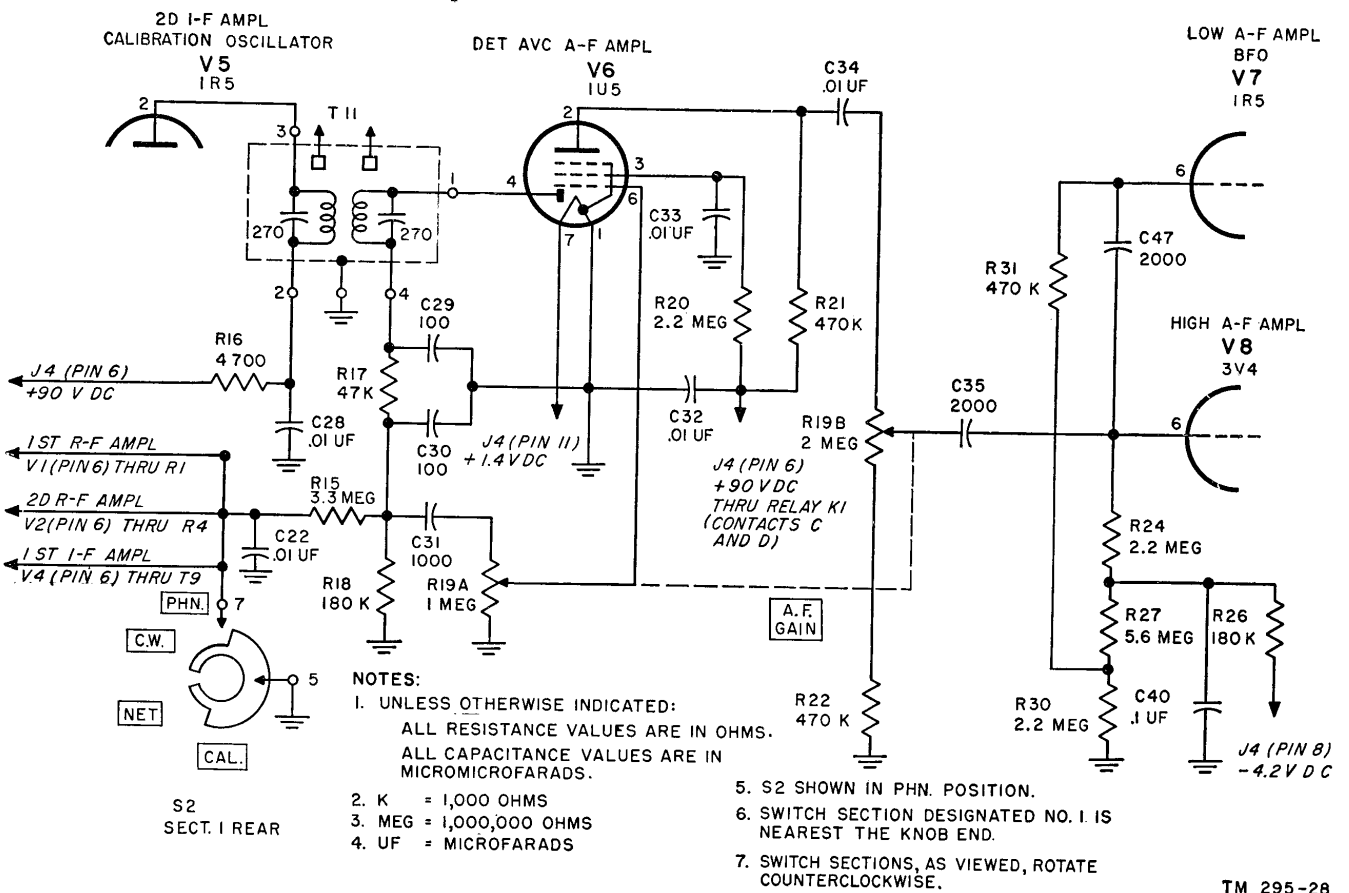 2D I-F AMPL
CALIBRATION OSCILLATOR
V5
1R5
2
3
T11
270
270
1
2
4
DET AVC A-F AMPL
V6
1U5
2
3
4
6
7
1
C33
.01UF
C34
.01UF
LOW A-F AMPL
BFO
V7
1R5
6
C47
2000
R31
470 K
HIGH A-F AMPL
V8
3V4
6
R20
2.2 MEG
R21
470K
C29
100
R17
47K
C30
100
R16
4700
J4 (PIN 6)
+90 V DC
C28
.01 UF
J4 (PIN 11)
+1.4V DC
C32
.01UF
J4 (PIN 6)
+90 V DC
THRU RELAY K1
(CONTACTS C
AND D)
R19B
2 MEG
C35
2000
1ST R-F AMPL
V1 (PIN 6) THRU R1
2D R-F AMPL
V2 (PIN 6) THRU R4
1ST I-F AMPL
V4 (PIN 6) THRU T9
R15
3.3 MEG
C22
.01 UF
C31
1000
R18
180 K
R19A
1 MEG
A.F.
GAIN
R24
2.2 MEG
R27
5.6 MEG
R26
180 K
R22
470 K
R30
2.2 MEG
C40
.1 UF
J4 (PIN 8)
-4.2V DC
PHN.
7
C.W.
5
NET
CAL.
S2
SECT. 1 REAR
NOTES:
1. UNLESS OTHERWISE INDICATED:
ALL RESISTANCE VALUES ARE IN OHMS.
ALL CAPACITANCE VALUES ARE IN
MICROMICROFARADS.
2. K = 1,000 OHMS
3. MEG = 1,000,000 OHMS
4. UF = MICROFARADS
5. S2 SHOWN IN PHN. POSITION.
6. SWITCH SECTION DESIGNATED NO. 1. IS
NEAREST THE KNOB END.
7. SWITCH SECTIONS, AS VIEWED, ROTATE
COUNTERCLOCKWISE.
TM 295-28